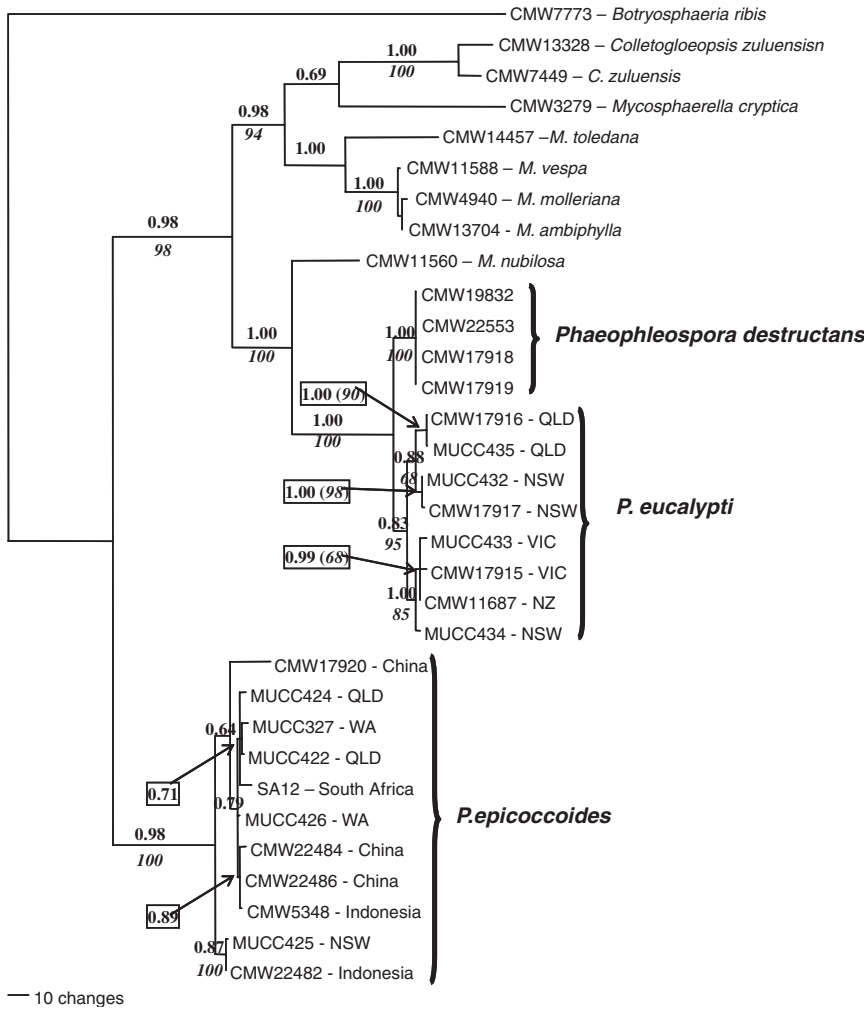 CMW7773 – Botryosphaeria ribis
CMW13328 – Colletogloeopsis zuluensisn
1.00
100
CMW7449 – C. zuluensis
0.69
CMW3279 – Mycosphaerella cryptica
0.98
94
CMW14457 –M. toledana
1.00
CMW11588 – M. vespa
1.00
100
CMW4940 – M. molleriana
CMW13704 - M. ambiphylla
0.98
98
CMW11560 – M. nubilosa
CMW19832
CMW22553
1.00
100
Phaeophleospora destructans
CMW17918
CMW17919
1.00
100
1.00 (90)
CMW17916 - QLD
1.00
100
MUCC435 - QLD
0.88
68
MUCC432 - NSW
1.00 (98)
CMW17917 - NSW
P. eucalypti
0.83
95
MUCC433 - VIC
0.99 (68)
CMW17915 - VIC
1.00
85
CMW11687 - NZ
MUCC434 - NSW
CMW17920 - China
MUCC424 - QLD
0.64
MUCC327 - WA
MUCC422 - QLD
0.71
SA12 – South Africa
0.79
MUCC426 - WA
P.epicoccoides
0.98
100
CMW22484 - China
CMW22486 - China
0.89
CMW5348 - Indonesia
0.87
100
MUCC425 - NSW
CMW22482 - Indonesia
10 changes